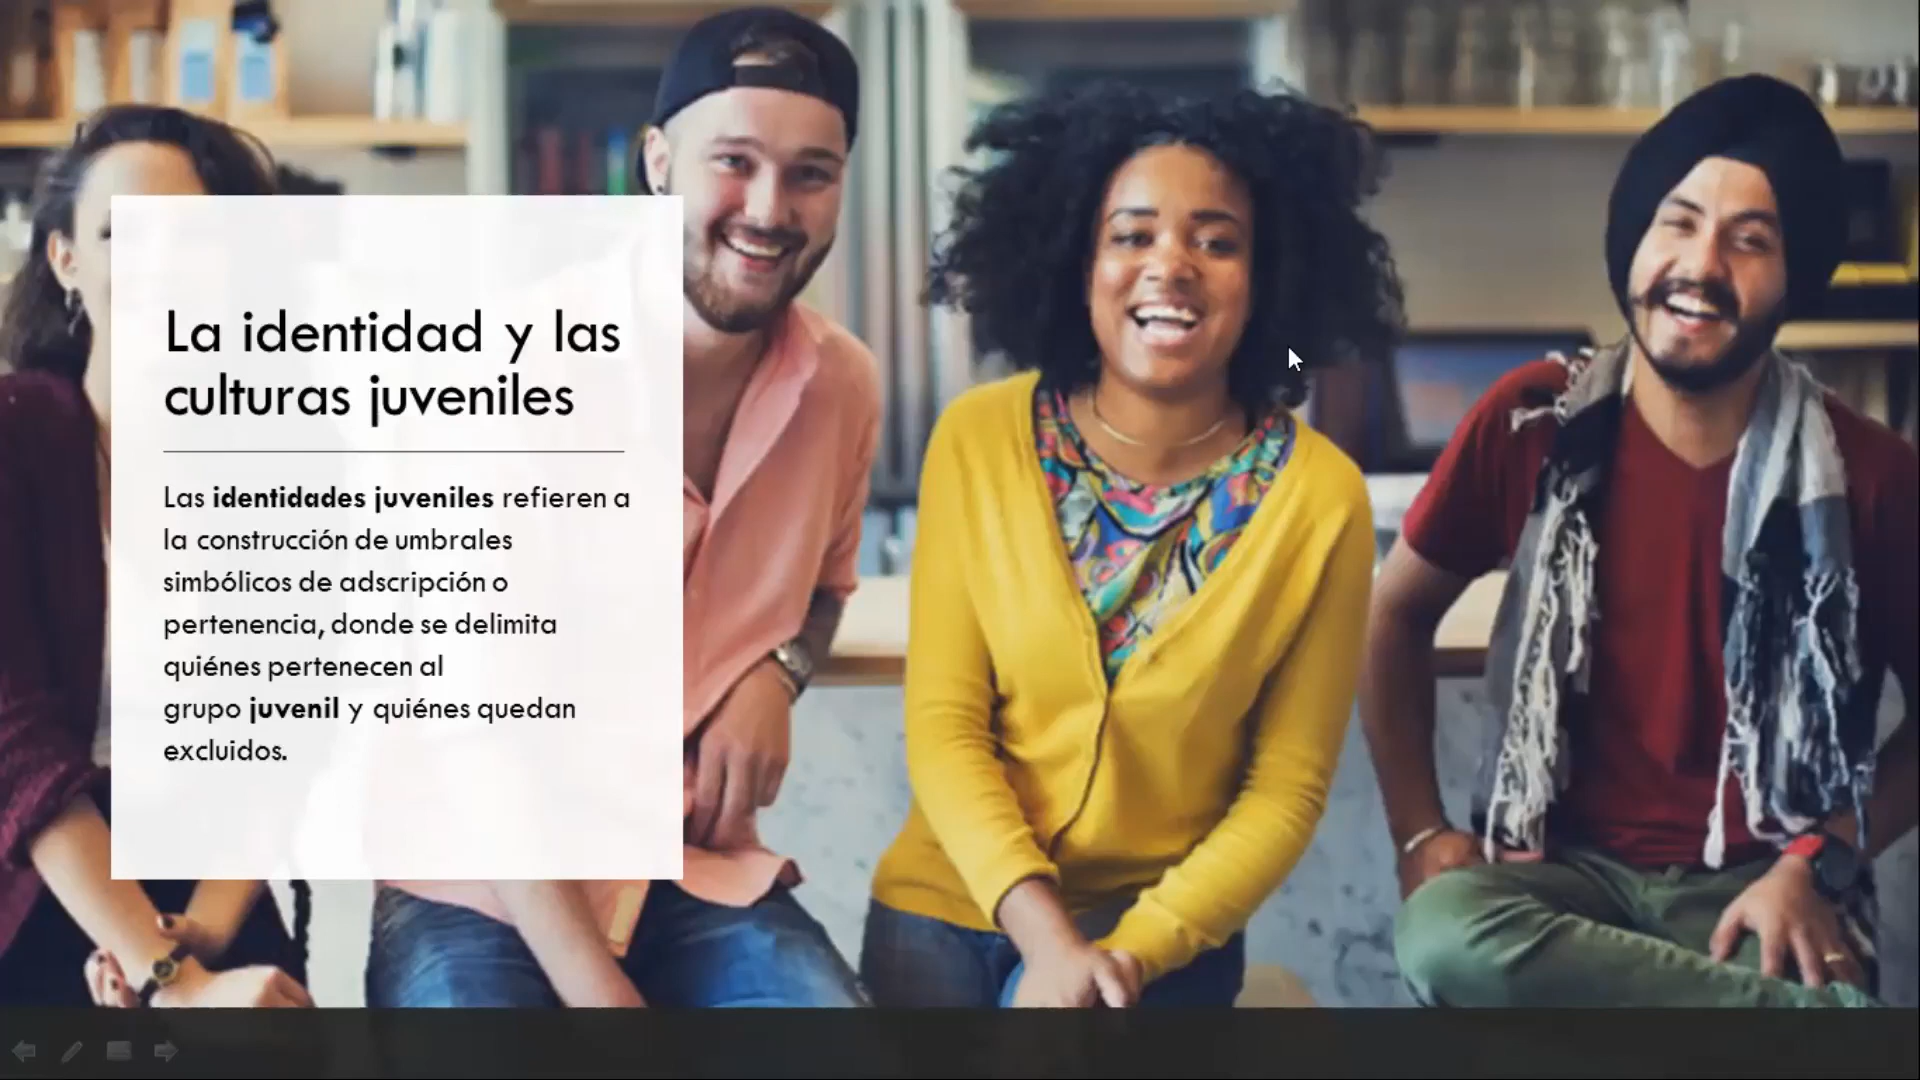 La identidad y las
culturas juveniles
Las identidades juveniles refieren a
la construcción de umbrales
simbólicos de adscripción o
pertenencia, donde se delimita
quiénes pertenecen al
grupo juvenil y quiénes quedan
excluidos.